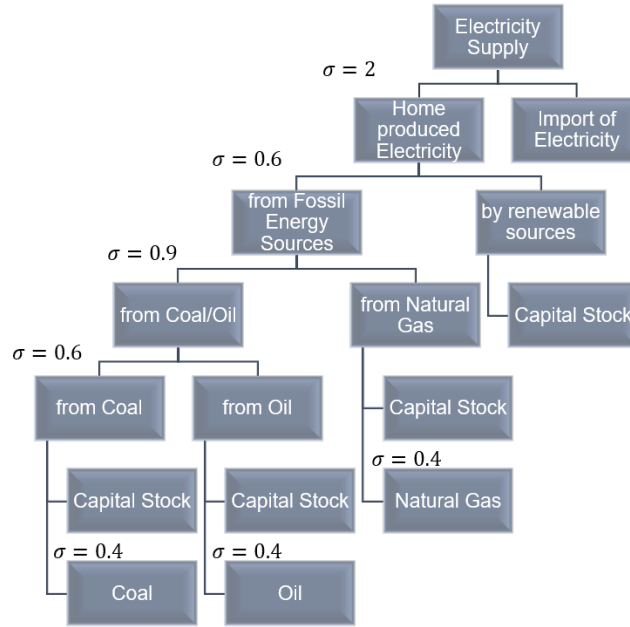 Electricity
Supply
σ = 2
Home
produced
Electricity
Import of
Electricity
σ = 0.6
from Fossil
Energy
Sources
by renewable
sources
σ = 0.9
from Coal/Oil
from Natural
Gas
Capital Stock
σ = 0.6
from Coal
from Oil
Capital Stock
σ = 0.4
Capital Stock
Capital Stock
Natural Gas
σ = 0.4
σ = 0.4
Coal
Oil